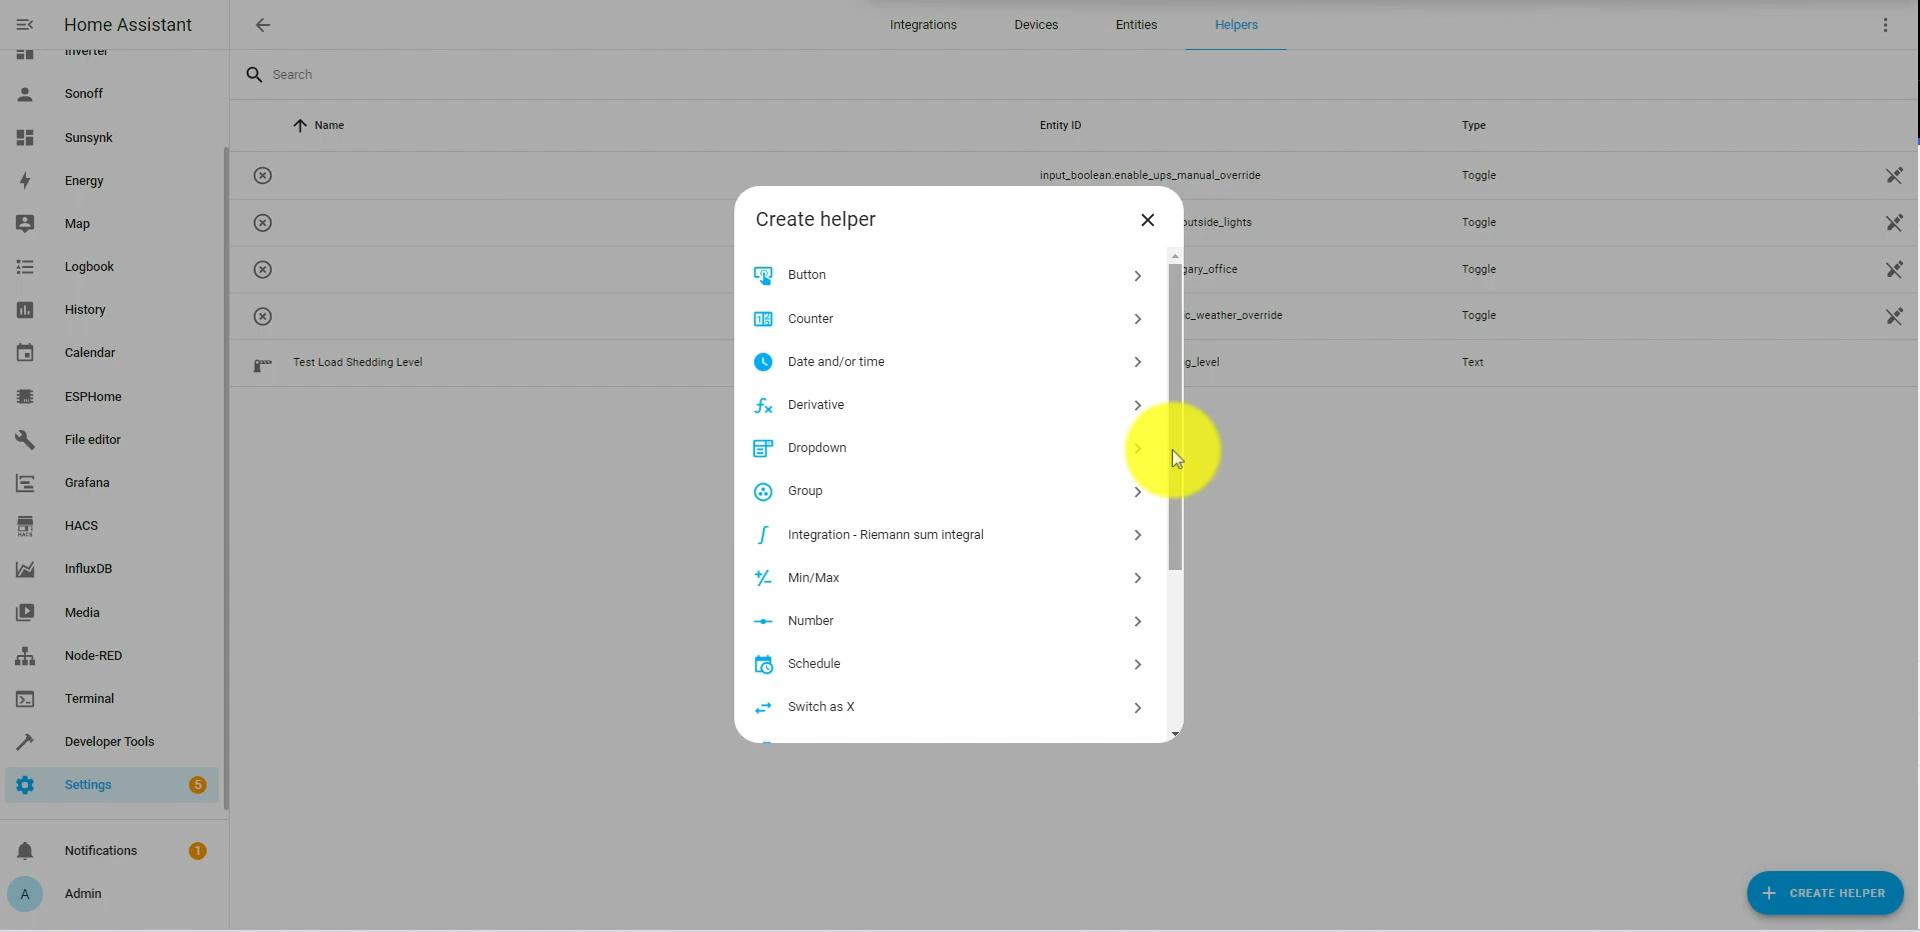 Home Assistant
Integrations
Devices
Entities
Helpers
Inverter
Sonoff
Sunsynk
Energy
Map
Logbook
History
Calendar
ESPHome
File editor
Grafana
HACS
HACS
InfluxDB
Media
Node-RED
Terminal
Developer Tools
Settings 5
Notifications 1
A Admin
Search
Name Entity ID Type
input_boolean.enable_ups_manual_override Toggle
outside_lights Toggle
gary_office Toggle
c_weather_override Toggle
Test Load Shedding Level g_level Text
Create helper
Button
Counter
Date and/or time
Derivative
Dropdown
Group
Integration - Riemann sum integral
Min/Max
Number
Schedule
Switch as X
+ CREATE HELPER